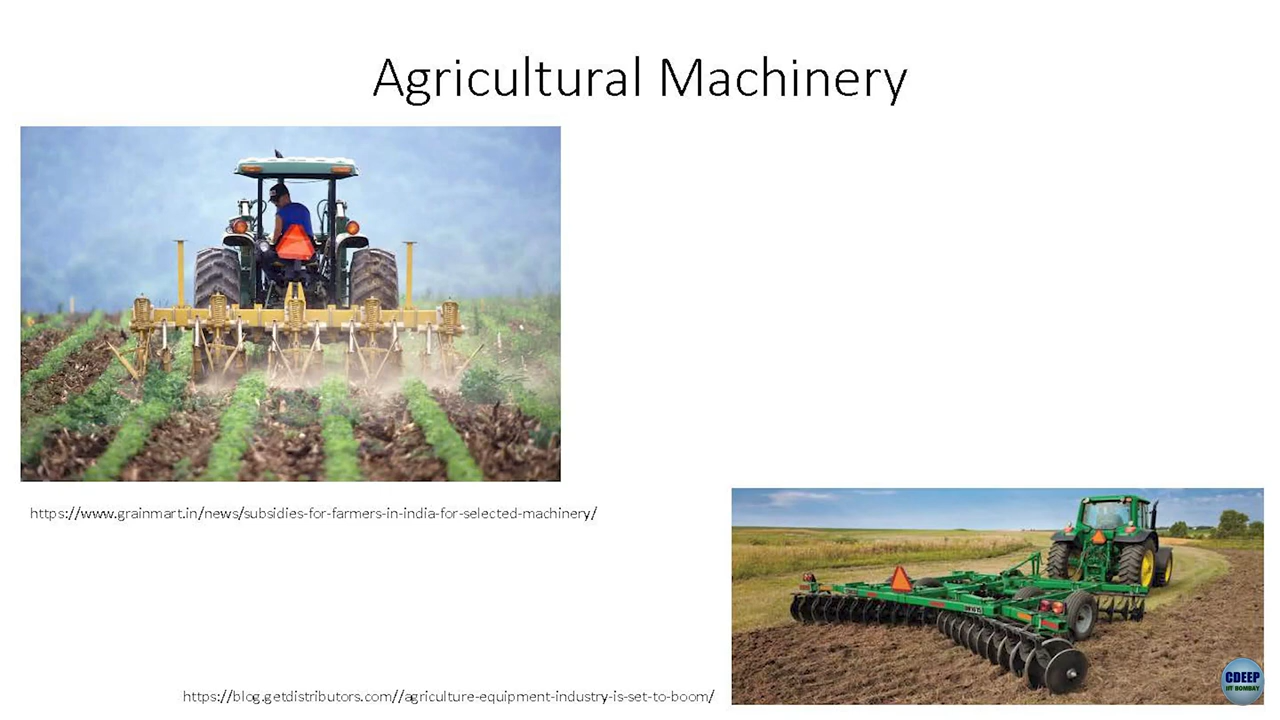 Agricultural Machinery
https://www.grainmart.in/news/subsidies-for-farmers-in-india-for-selected-machinery/
https://blog.getdistributors.com//agriculture-equipment-industry-is-set-to-boom/
CDEEP
IIT BOMBAY